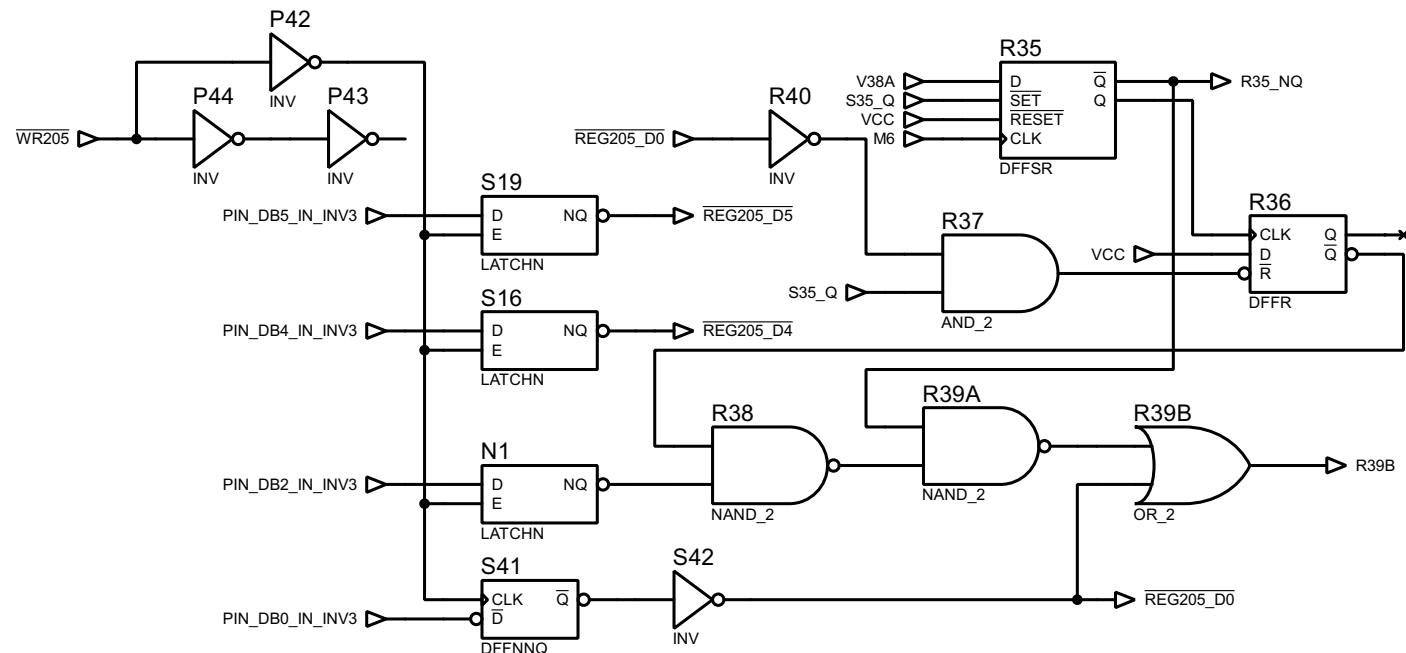 P42
INV
P44
INV
P43
INV
WR205
R40
REG205_D0
INV
R35
V38A
S35_Q
VCC
M6
D
SET
RESET
CLK
Q
Q
DFFSR
R35_NQ
S19
PIN_DB5_IN_INV3
D
E
NQ
LATCHN
REG205_D5
R37
S35_Q
AND_2
R36
VCC
CLK
D
R
Q
Q
DFFR
S16
PIN_DB4_IN_INV3
D
E
NQ
LATCHN
REG205_D4
N1
PIN_DB2_IN_INV3
D
E
NQ
LATCHN
R38
NAND_2
R39A
NAND_2
R39B
OR_2
R39B
S41
PIN_DB0_IN_INV3
CLK
D
Q
DFFNNQ
S42
INV
REG205_D0